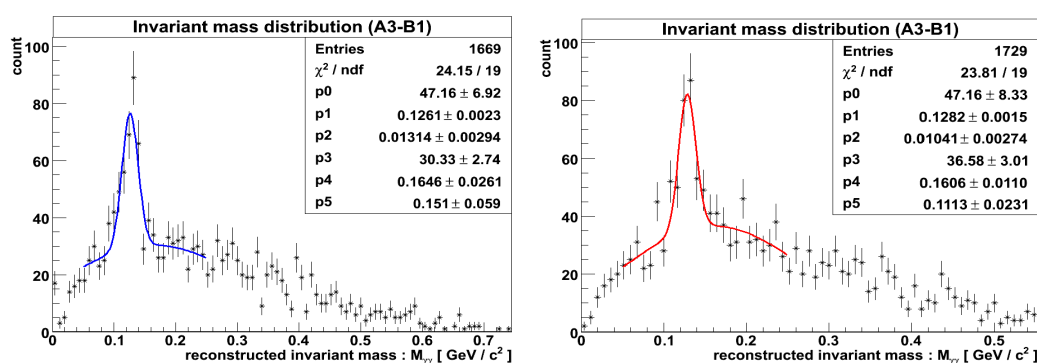 Invariant mass distribution (A3-B1)
count
100
80
60
40
20
0
0 0.1 0.2 0.3 0.4 0.5 0.6 0.7
reconstructed invariant mass : Mγγ [ GeV / c²]
Entries 1669
χ² / ndf 24.15 / 19
p0 47.16 ± 6.92
p1 0.1261 ± 0.0023
p2 0.01314 ± 0.00294
p3 30.33 ± 2.74
p4 0.1646 ± 0.0261
p5 0.151 ± 0.059
Invariant mass distribution (A3-B1)
count
100
80
60
40
20
0
0 0.1 0.2 0.3 0.4 0.5
reconstructed invariant mass : Mγγ [ GeV / c²]
Entries 1729
χ² / ndf 23.81 / 19
p0 47.16 ± 8.33
p1 0.1282 ± 0.0015
p2 0.01041 ± 0.00274
p3 36.58 ± 3.01
p4 0.1606 ± 0.0110
p5 0.1113 ± 0.0231